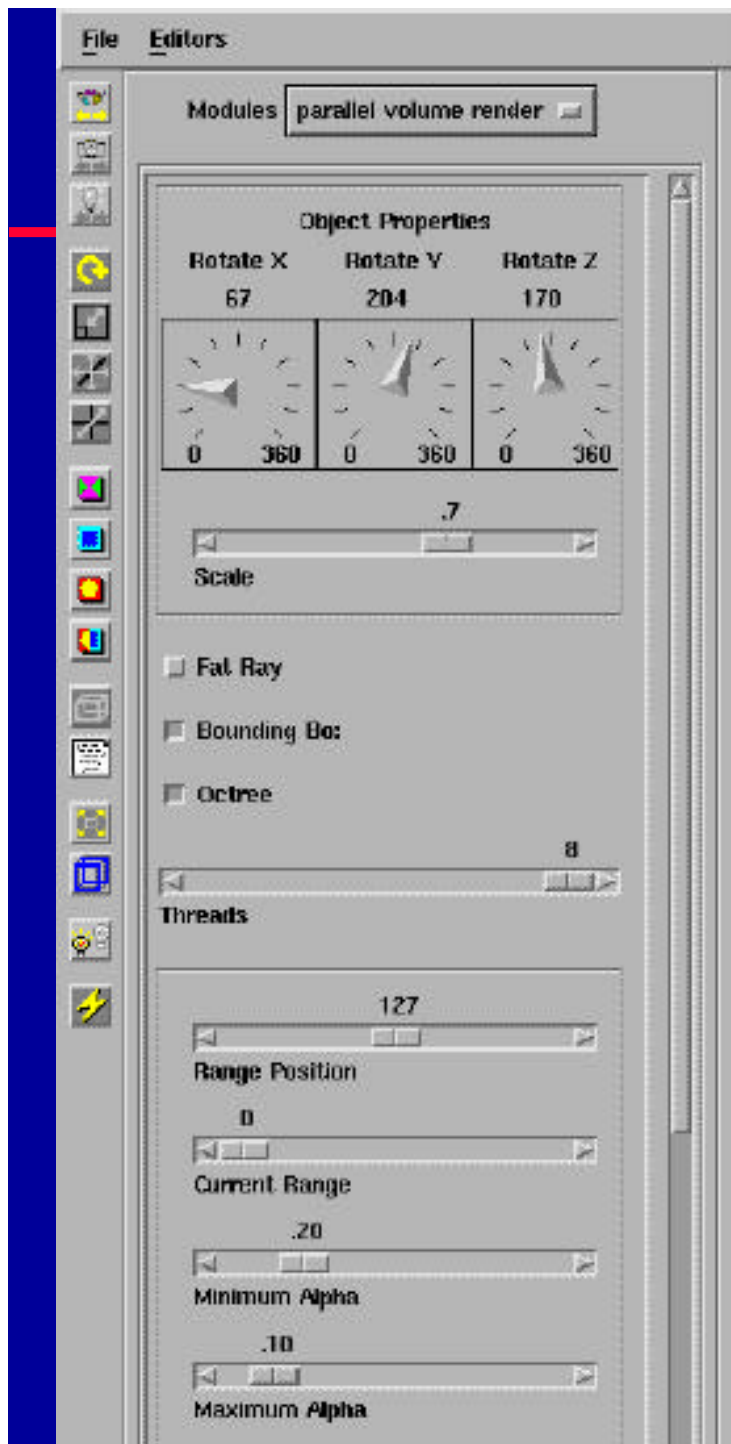 File Editors
Modules parallel volume render
Object Properties
Rotate X Rotate Y Rotate Z
67 204 170
0 360 0 360 0 360
.7
Scale
Fat Ray
Bounding Bo:
Octree
8
Threads
127
Range Position
0
Current Range
.20
Minimum Alpha
.10
Maximum Alpha